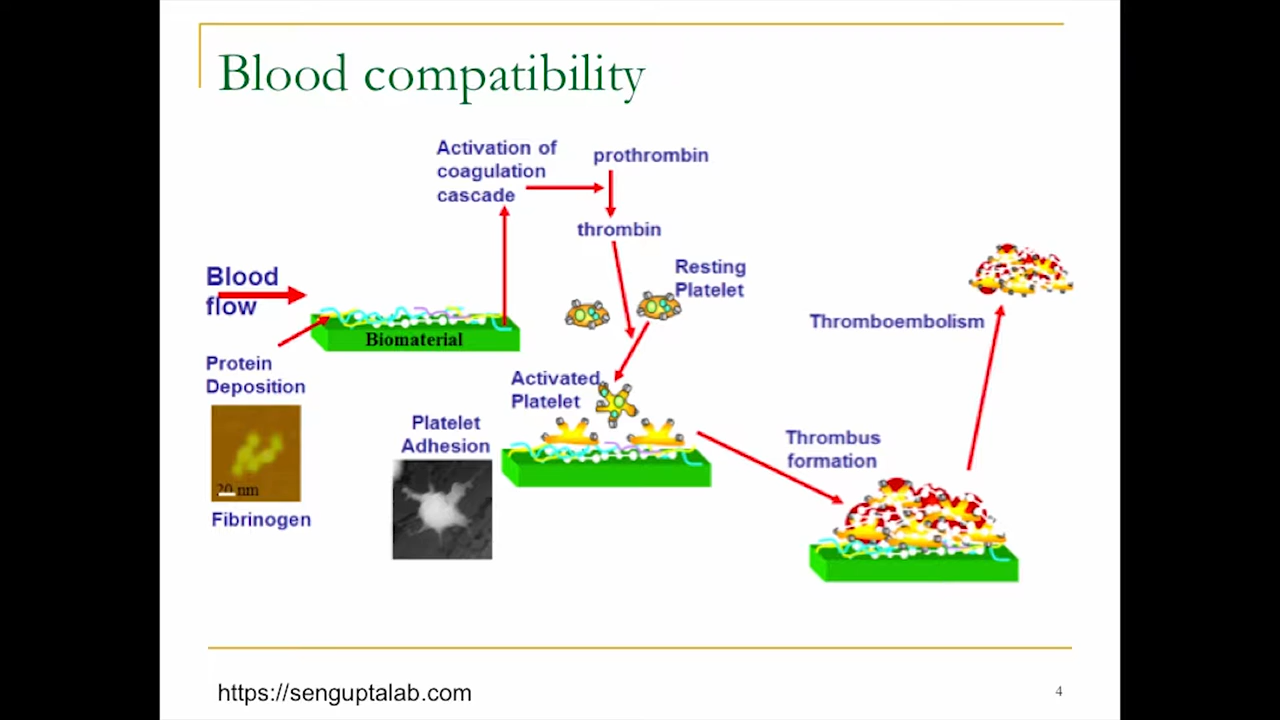 Blood compatibility
Activation of
coagulation
cascade
prothrombin
thrombin
Resting
Platelet
Blood
flow
Biomaterial
Protein
Deposition
20 nm
Fibrinogen
Activated
Platelet
Platelet
Adhesion
Thrombus
formation
Thromboembolism
https://senguptalab.com
4